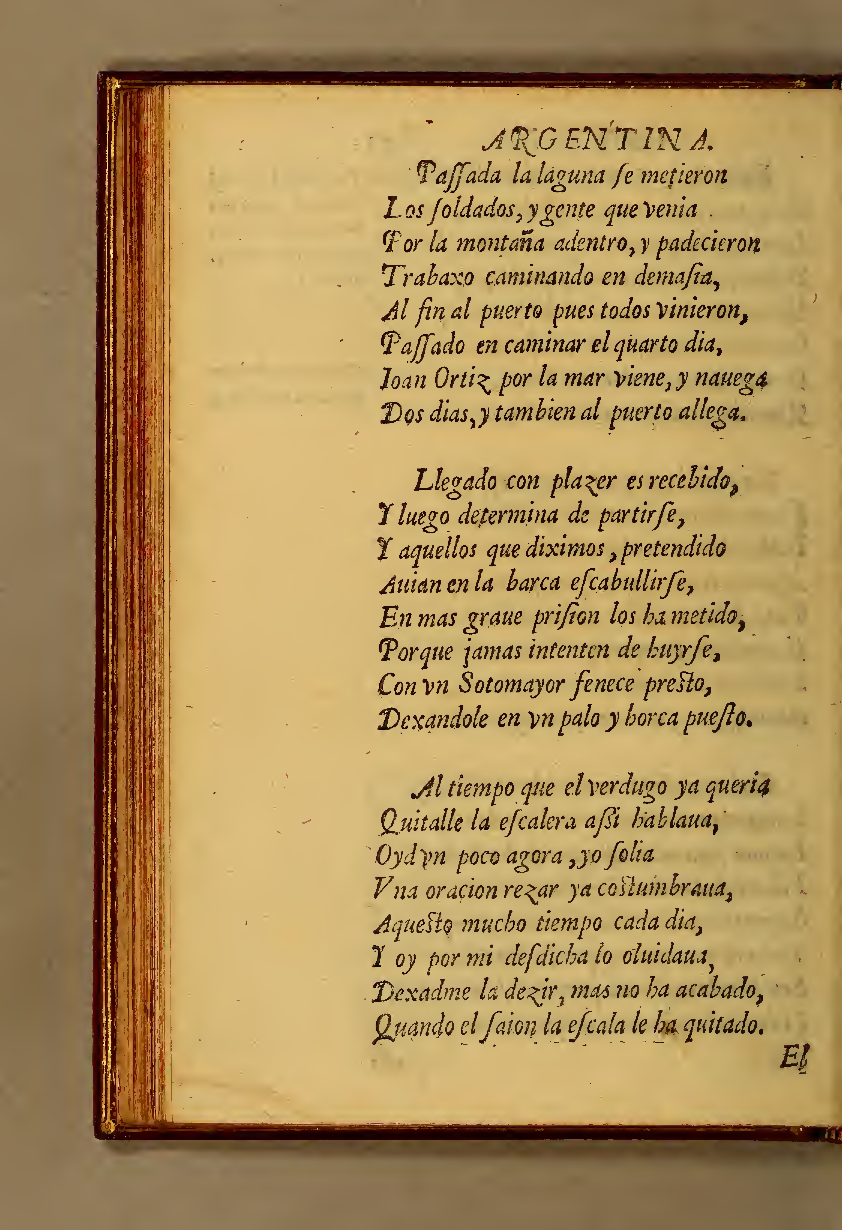 ARGENTINA.
Paſſada la laguna ſe metieron
Los ſoldados, y gente que venia
Por la montaña adentro, y padecieron
Trabaxo caminando en demaſia,
Al fin al puerto pues todos vinieron,
Paſſado en caminar el quarto dia,
Ioan Ortiz por la mar viene, y nauega
Dos dias, y tambien al puerto allega.
Llegado con plazer es recebido,
Y luego determina de partirſe,
Y aquellos que diximos, pretendido
Auian en la barca eſcabullirſe,
En mas graue priſion los ha metido,
Porque jamas intenten de huyrſe,
Con vn Sotomayor fenece preſto,
Dexandole en vn palo y horca pueſto.
Al tiempo que el verdugo ya queria
Quitalle la eſcalera aſsi hablaua,
Oyd vn poco agora, yo ſolia
Vna oracion rezar ya coſtumbraua,
Aqueſto mucho tiempo cada dia,
Y oy por mi deſdicha lo oluidaua,
Dexadme la dezir, mas no ha acabado,
Quando el ſaion la eſcala le ha quitado.
El